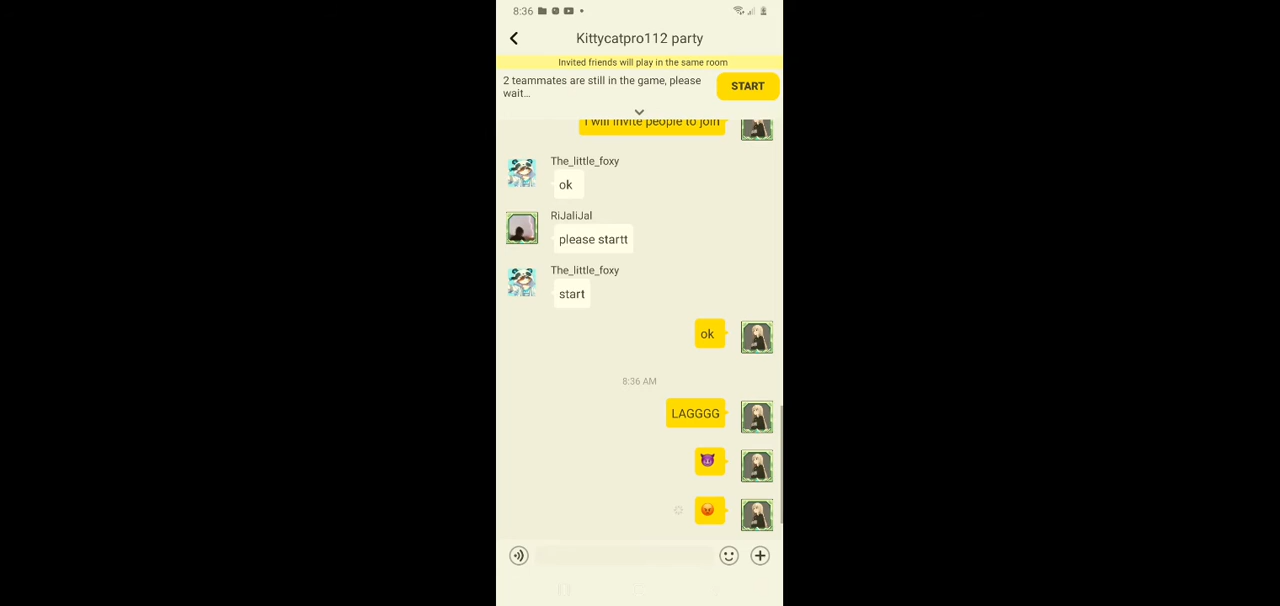 8:36
Kittycatpro112 party
Invited friends will play in the same room
2 teammates are still in the game, please
wait...
START
I will invite people to join
The_little_foxy
ok
RiJaliJal
please startt
The_little_foxy
start
ok
8:36 AM
LAGGGG